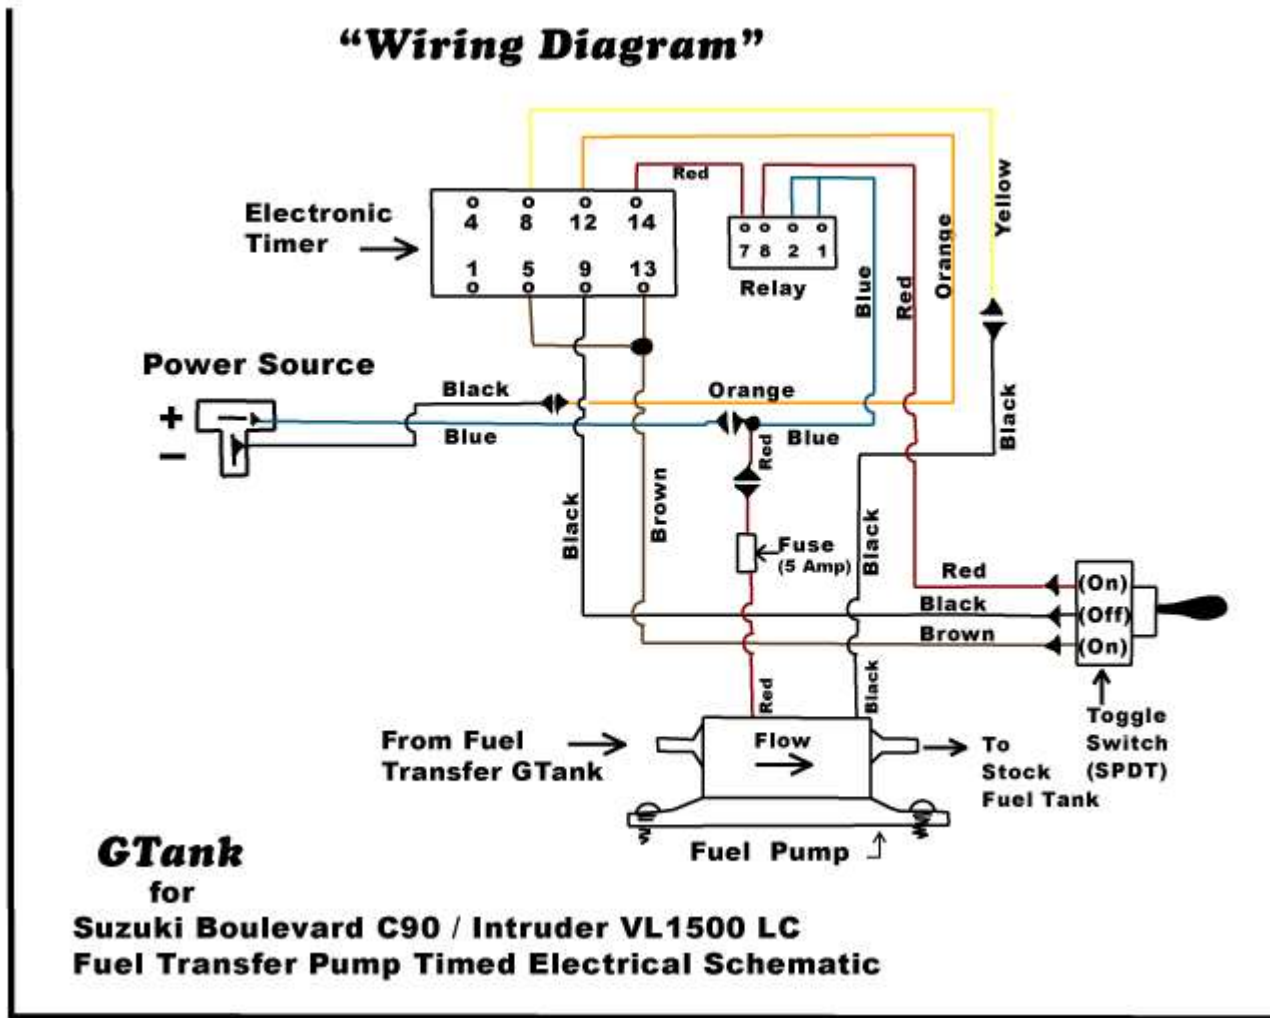 “Wiring Diagram”
Red
Yellow
Electronic
Timer
4 8 12 14
1 5 9 13
7 8 2 1
Relay
Blue
Red
Orange
Power Source
+
−
Black
Orange
Blue
Red
Blue
Black
Black
Brown
Fuse
(5 Amp)
Black
Red
(On)
Black
(Off)
Brown
(On)
Red
Black
Toggle
Switch
(SPDT)
From Fuel
Transfer GTank
Flow
To
Stock
Fuel Tank
Fuel Pump
GTank
for
Suzuki Boulevard C90 / Intruder VL1500 LC
Fuel Transfer Pump Timed Electrical Schematic